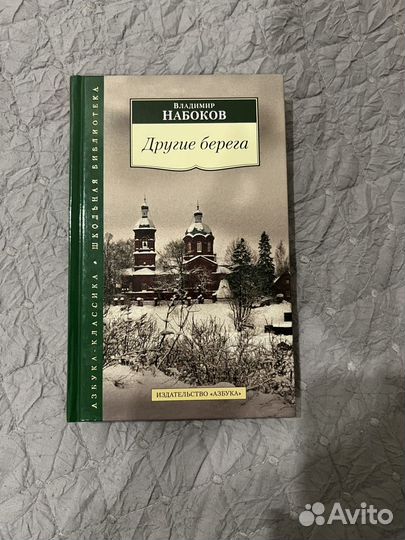 Владимир
НАБОКОВ
Другие берега
АЗБУКА-КЛАССИКА • ШКОЛЬНАЯ БИБЛИОТЕКА
ИЗДАТЕЛЬСТВО «АЗБУКА»
Avito